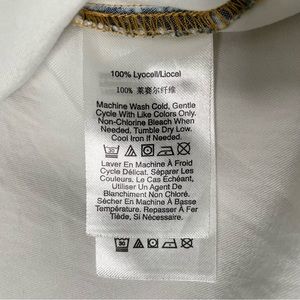 100% Lyocell/Liocel
100% 莱赛尔纤维
Machine Wash Cold, Gentle
Cycle With Like Colors Only.
Non-Chlorine Bleach When
Needed. Tumble Dry Low.
Cool Iron If Needed.
Laver En Machine À Froid
Cycle Délicat. Séparer Les
Couleurs. Le Cas Échéant,
Utiliser Un Agent De
Blanchiment Non Chloré.
Sécher En Machine À Basse
Température. Repasser À Fer
Tiède, Si Nécessaire.